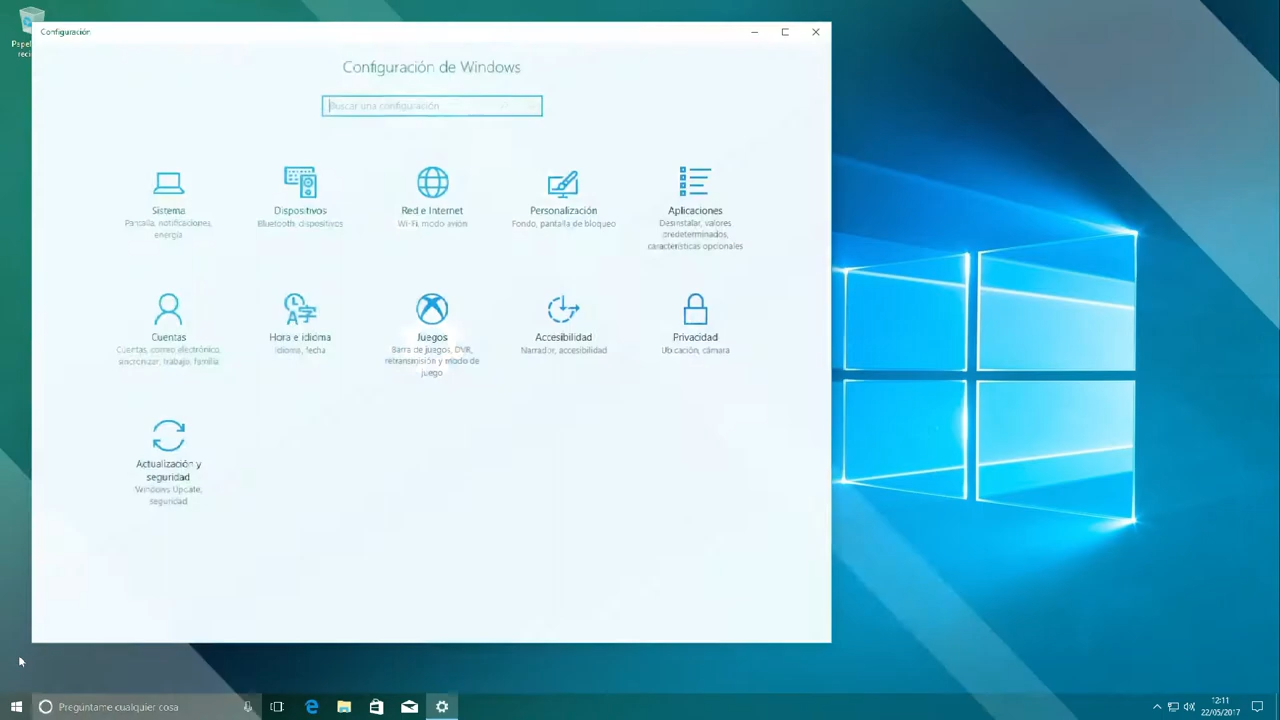 Configuración
Configuración de Windows
Buscar una configuración
Sistema
Pantalla, notificaciones,
energía
Dispositivos
Bluetooth, dispositivos
Red e Internet
Wi-Fi, modo avión
Personalización
Fondo, pantalla de bloqueo
Aplicaciones
Desinstalar, valores
predeterminados,
características opcionales
Cuentas
Cuentas, correo electrónico,
sincronizar, trabajo, familia
Hora e idioma
Idioma, fecha
Juegos
Barra de juegos, DVR,
retransmisión y modo de
juego
Accesibilidad
Narrador, accesibilidad
Privacidad
Ubicación, cámara
Actualización y
seguridad
Windows Update,
seguridad
Pregúntame cualquier cosa
12:11
22/05/2017